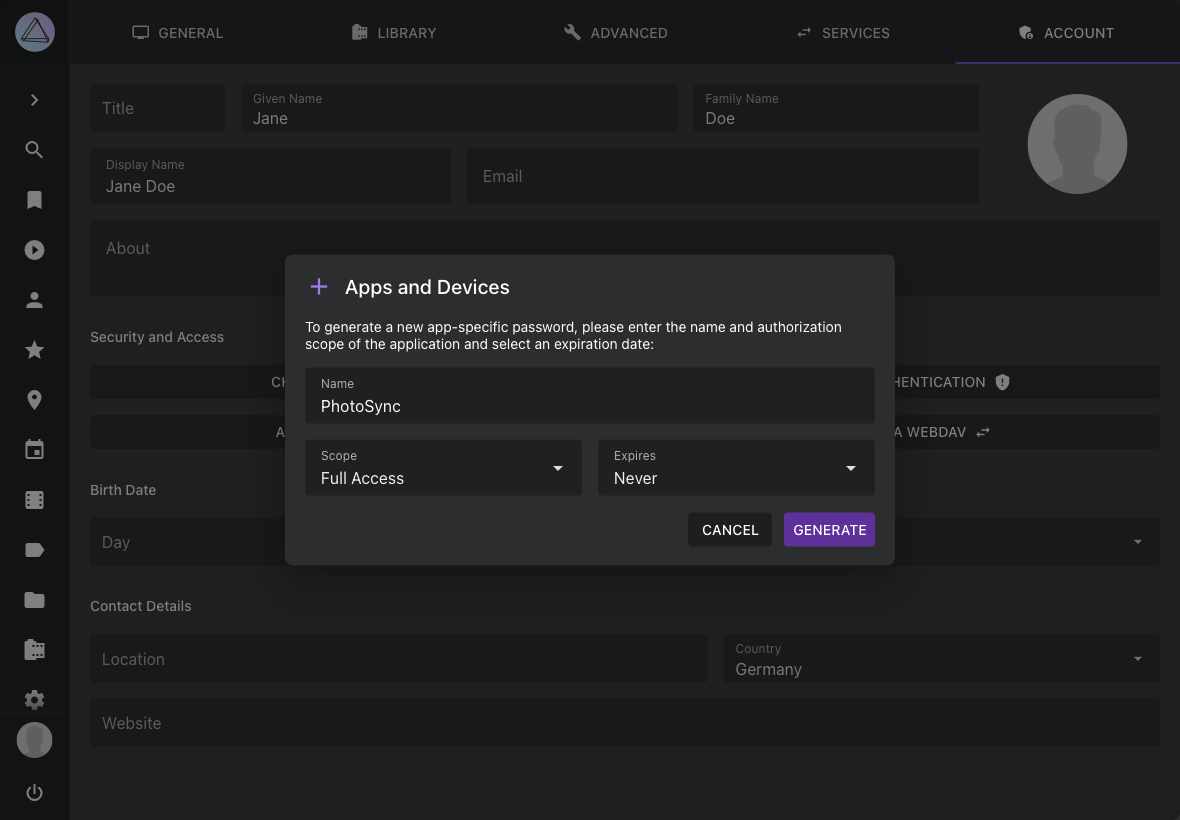 GENERAL
LIBRARY
ADVANCED
SERVICES
ACCOUNT
Title
Given Name
Jane
Family Name
Doe
Display Name
Jane Doe
Email
About
Apps and Devices
To generate a new app-specific password, please enter the name and authorization
scope of the application and select an expiration date:
Name
PhotoSync
Scope
Full Access
Expires
Never
CANCEL
GENERATE
Security and Access
WEBDAV
Birth Date
Day
Contact Details
Location
Country
Germany
Website